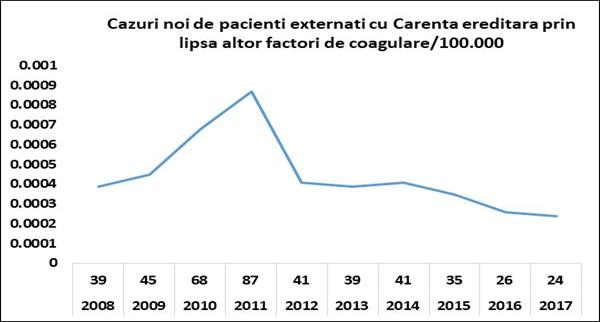 Cazuri noi de pacienti externati cu Carenta ereditara prin
lipsa altor factori de coagulare/100.000
0.001
0.0009
0.0008
0.0007
0.0006
0.0005
0.0004
0.0003
0.0002
0.0001
0
39 45 68 87 41 39 41 35 26 24
2008 2009 2010 2011 2012 2013 2014 2015 2016 2017